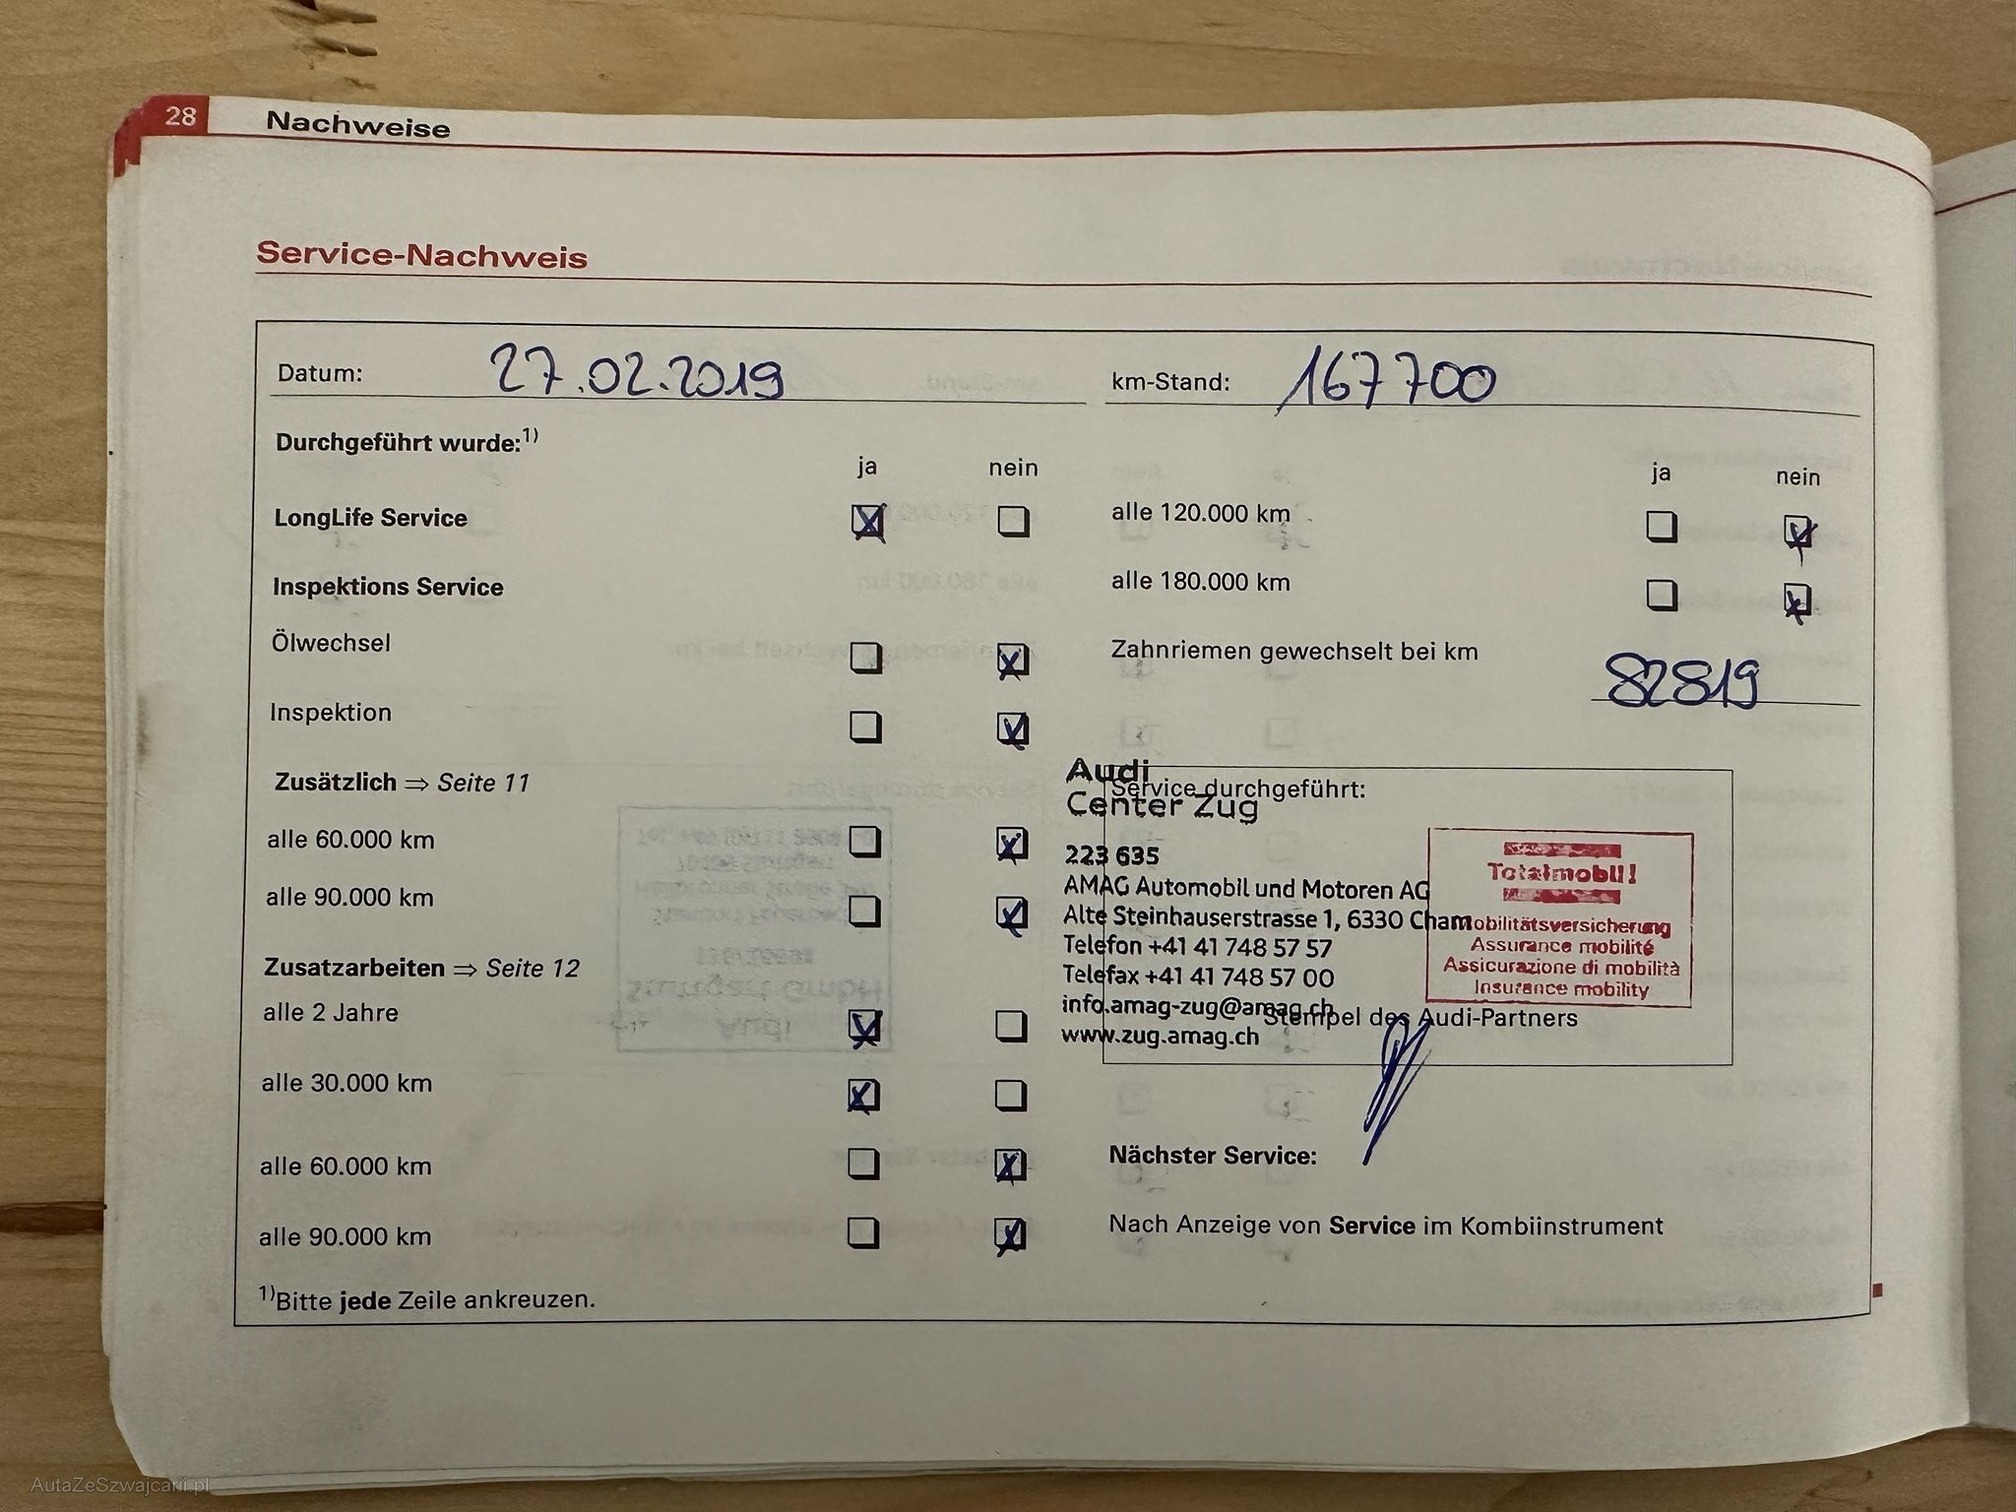 28 Nachweise
Service-Nachweis
Datum: 27.02.2019
km-Stand: 167700
Durchgeführt wurde:1)
ja nein
LongLife Service
Inspektions Service
Ölwechsel
Inspektion
Zusätzlich ⇒ Seite 11
alle 60.000 km
alle 90.000 km
Zusatzarbeiten ⇒ Seite 12
alle 2 Jahre
alle 30.000 km
alle 60.000 km
alle 90.000 km
1)Bitte jede Zeile ankreuzen.
ja nein
alle 120.000 km
alle 180.000 km
Zahnriemen gewechselt bei km
82819
Service durchgeführt:
Audi
Center Zug
223 635
AMAG Automobil und Motoren AG
Alte Steinhauserstrasse 1, 6330 Cham
Telefon +41 41 748 57 57
Telefax +41 41 748 57 00
info.amag-zug@amag.ch
www.zug.amag.ch
Totalmobil!
Mobilitätsversicherung
Assurance mobilité
Assicurazione di mobilità
Insurance mobility
Stempel des Audi-Partners
Nächster Service:
Nach Anzeige von Service im Kombiinstrument
AutaZeSzwajcarii.pl